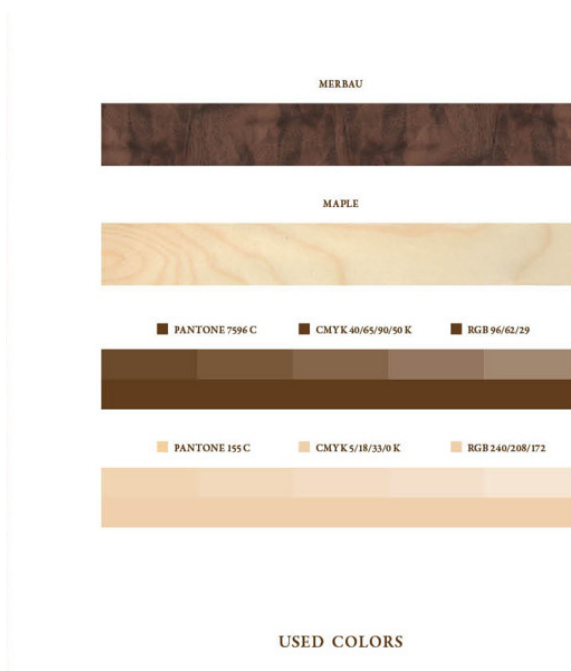 MERBAU
MAPLE
PANTONE 7596 C CMYK 40/65/90/50 K RGB 96/62/29
PANTONE 155 C CMYK 5/18/33/0 K RGB 240/208/172
USED COLORS